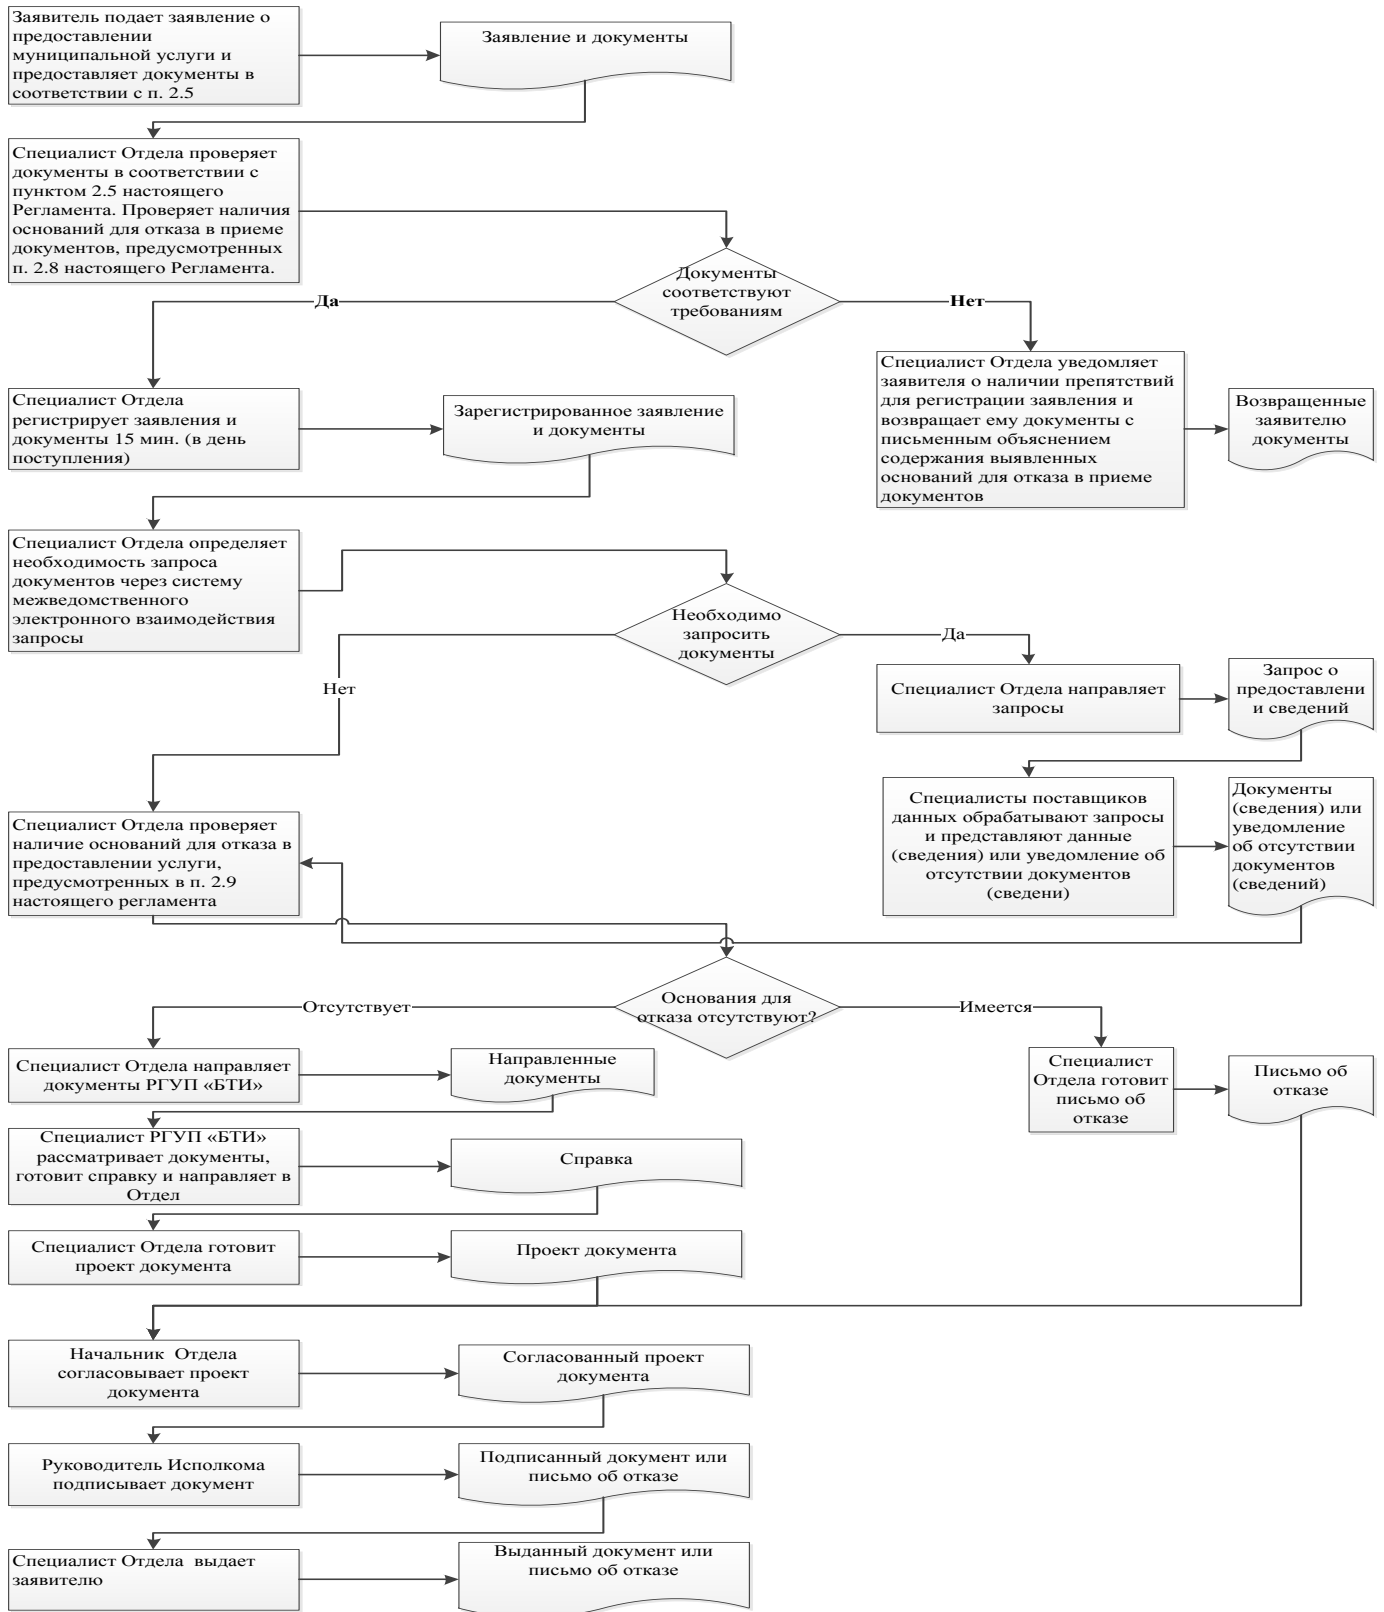 Заявитель подает заявление о
предоставлении
муниципальной услуги и
предоставляет документы в
соответствии с п. 2.5
Заявление и документы
Специалист Отдела проверяет
документы в соответствии с
пунктом 2.5 настоящего
Регламента. Проверяет наличия
оснований для отказа в приеме
документов, предусмотренных
п. 2.8 настоящего Регламента.
Документы
соответствуют
требованиям
Да
Нет
Специалист Отдела
регистрирует заявления и
документы 15 мин. (в день
поступления)
Зарегистрированное заявление
и документы
Специалист Отдела уведомляет
заявителя о наличии препятствий
для регистрации заявления и
возвращает ему документы с
письменным объяснением
содержания выявленных
оснований для отказа в приеме
документов
Возвращенные
заявителю
документы
Специалист Отдела определяет
необходимость запроса
документов через систему
межведомственного
электронного взаимодействия
запросы
Необходимо
запросить
документы
Да
Нет
Специалист Отдела направляет
запросы
Запрос о
предоставлени
и сведений
Специалисты поставщиков
данных обрабатывают запросы
и представляют данные
(сведения) или уведомление об
отсутствии документов
(сведени)
Документы
(сведения) или
уведомление
об отсутствии
документов
(сведений)
Специалист Отдела проверяет
наличие оснований для отказа в
предоставлении услуги,
предусмотренных в п. 2.9
настоящего регламента
Основания для
отказа отсутствуют?
Отсутствует
Имеется
Специалист Отдела направляет
документы РГУП «БТИ»
Направленные
документы
Специалист
Отдела готовит
письмо об
отказе
Письмо об
отказе
Специалист РГУП «БТИ»
рассматривает документы,
готовит справку и направляет в
Отдел
Справка
Специалист Отдела готовит
проект документа
Проект документа
Начальник  Отдела
согласовывает проект
документа
Согласованный проект
документа
Руководитель Исполкома
подписывает документ
Подписанный документ или
письмо об отказе
Специалист Отдела  выдает
заявителю
Выданный документ или
письмо об отказе